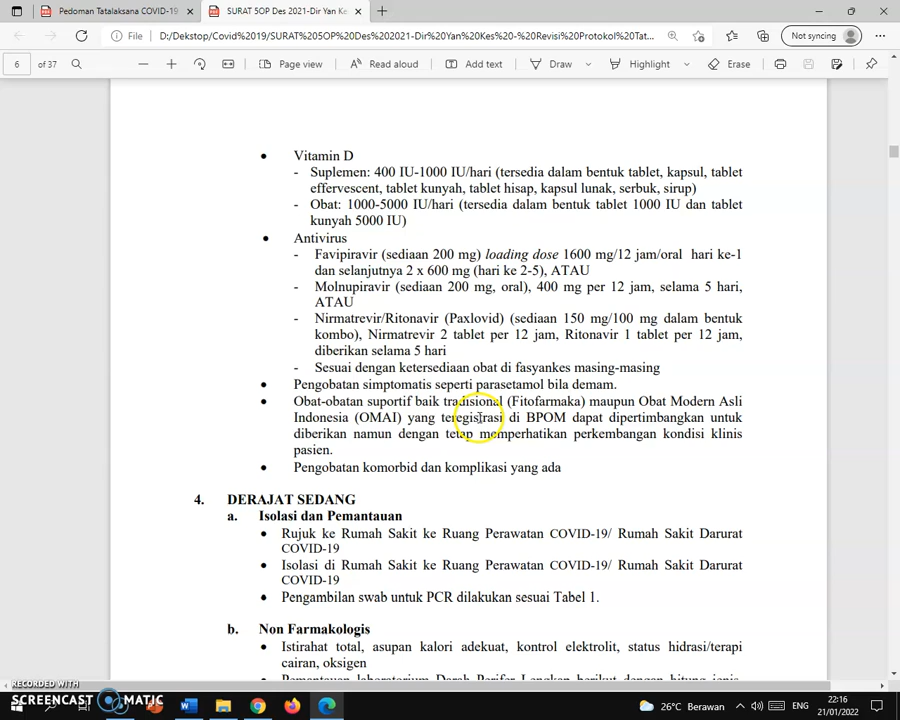 Pedoman Tatalaksana COVID-19
SURAT 5OP Des 2021-Dir Yan Ke
File
D:/Dekstop/Covid%2019/SURAT%205OP%20Des%202021-Dir%20Yan%20Kes%20-%20Revisi%20Protokol%20Tat...
Not syncing
6
of 37
Page view
Read aloud
Add text
Draw
Highlight
Erase
Vitamin D
- Suplemen: 400 IU-1000 IU/hari (tersedia dalam bentuk tablet, kapsul, tablet
effervescent, tablet kunyah, tablet hisap, kapsul lunak, serbuk, sirup)
- Obat: 1000-5000 IU/hari (tersedia dalam bentuk tablet 1000 IU dan tablet
kunyah 5000 IU)
Antivirus
- Favipiravir (sediaan 200 mg) loading dose 1600 mg/12 jam/oral hari ke-1
dan selanjutnya 2 x 600 mg (hari ke 2-5), ATAU
- Molnupiravir (sediaan 200 mg, oral), 400 mg per 12 jam, selama 5 hari,
ATAU
- Nirmatrevir/Ritonavir (Paxlovid) (sediaan 150 mg/100 mg dalam bentuk
kombo), Nirmatrevir 2 tablet per 12 jam, Ritonavir 1 tablet per 12 jam,
diberikan selama 5 hari
- Sesuai dengan ketersediaan obat di fasyankes masing-masing
Pengobatan simptomatis seperti parasetamol bila demam.
Obat-obatan suportif baik tradisional (Fitofarmaka) maupun Obat Modern Asli
Indonesia (OMAI) yang teregistrasi di BPOM dapat dipertimbangkan untuk
diberikan namun dengan tetap memperhatikan perkembangan kondisi klinis
pasien.
Pengobatan komorbid dan komplikasi yang ada
4. DERAJAT SEDANG
a. Isolasi dan Pemantauan
Rujuk ke Rumah Sakit ke Ruang Perawatan COVID-19/ Rumah Sakit Darurat
COVID-19
Isolasi di Rumah Sakit ke Ruang Perawatan COVID-19/ Rumah Sakit Darurat
COVID-19
Pengambilan swab untuk PCR dilakukan sesuai Tabel 1.
b. Non Farmakologis
Istirahat total, asupan kalori adekuat, kontrol elektrolit, status hidrasi/terapi
cairan, oksigen
Pemantauan laboratorium Darah Perifer Lengkap berikut dengan hitung jenis,
RECORDED WITH
SCREENCAST MATIC
26°C Berawan
ENG
22:16
21/01/2022